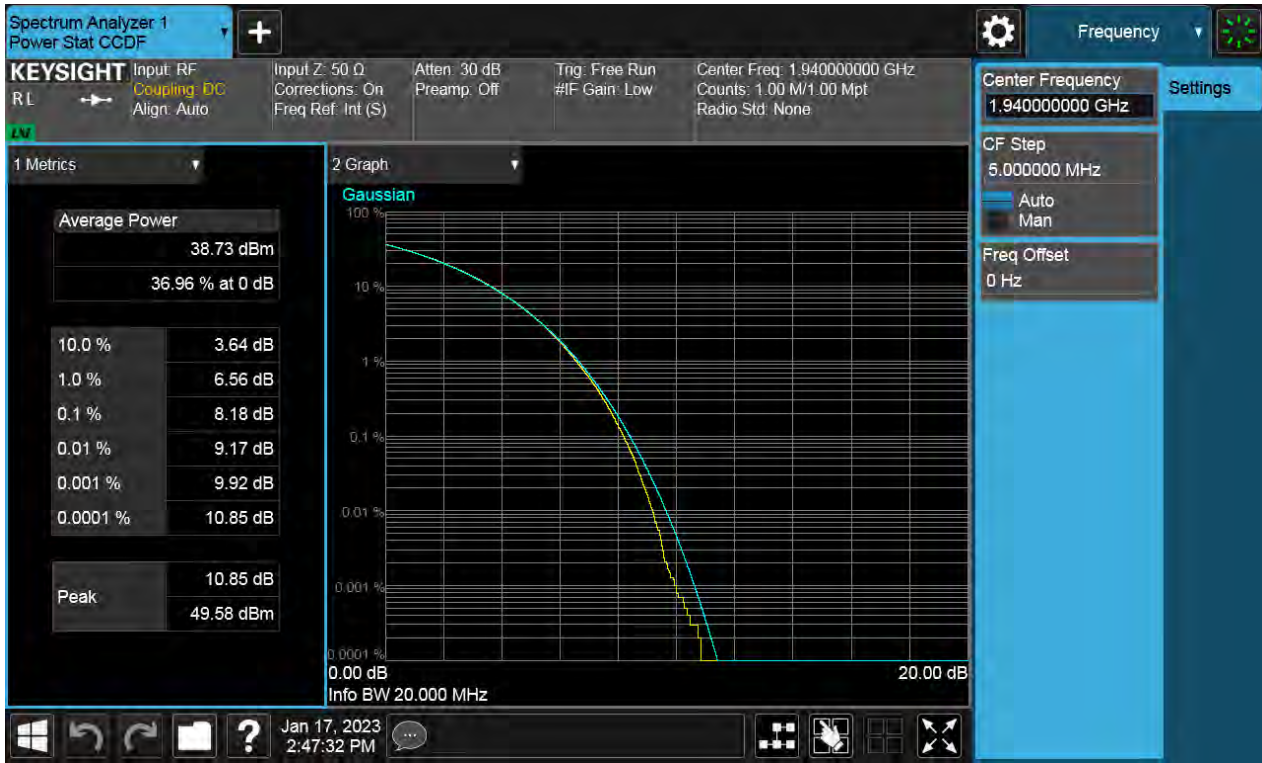 Spectrum Analyzer 1
Power Stat CCDF
Frequency
KEYSIGHT
RL
LNI
Input: RF
Coupling: DC
Align: Auto
Input Z: 50 Ω
Corrections: On
Freq Ref: Int (S)
Atten: 30 dB
Preamp: Off
Trig: Free Run
#IF Gain: Low
Center Freq: 1.940000000 GHz
Counts: 1.00 M/1.00 Mpt
Radio Std: None
Center Frequency
1.940000000 GHz
Settings
CF Step
5.000000 MHz
Auto
Man
Freq Offset
0 Hz
1 Metrics
Average Power
38.73 dBm
36.96 % at 0 dB
10.0 % 3.64 dB
1.0 % 6.56 dB
0.1 % 8.18 dB
0.01 % 9.17 dB
0.001 % 9.92 dB
0.0001 % 10.85 dB
Peak
10.85 dB
49.58 dBm
2 Graph
Gaussian
100 %
10 %
1 %
0.1 %
0.01 %
0.001 %
0.0001 %
0.00 dB 20.00 dB
Info BW 20.000 MHz
Jan 17, 2023
2:47:32 PM